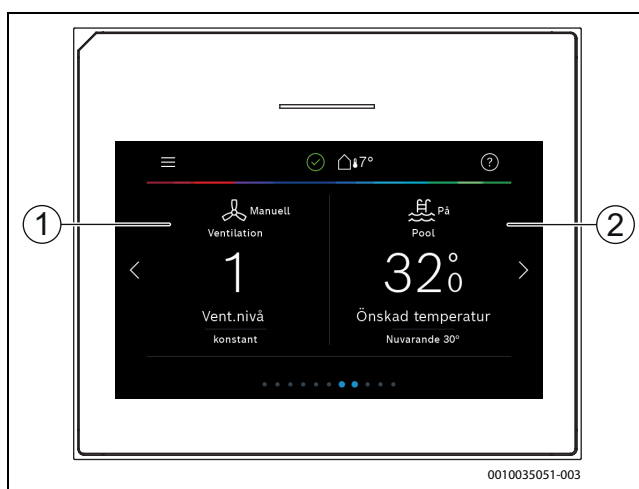 7°
?
Manuell
Ventilation
1
Vent.nivå
konstant
På
Pool
32°0
Önskad temperatur
Nuvarande 30°
1
2
0010035051-003